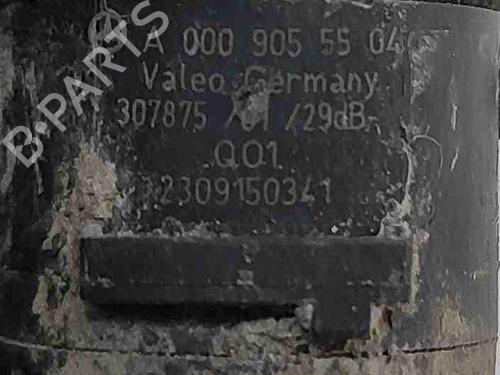 A 000 905 55 04
Valeo Germany
307875 /01 /29dB
Q01
2309150341
B-PARTS